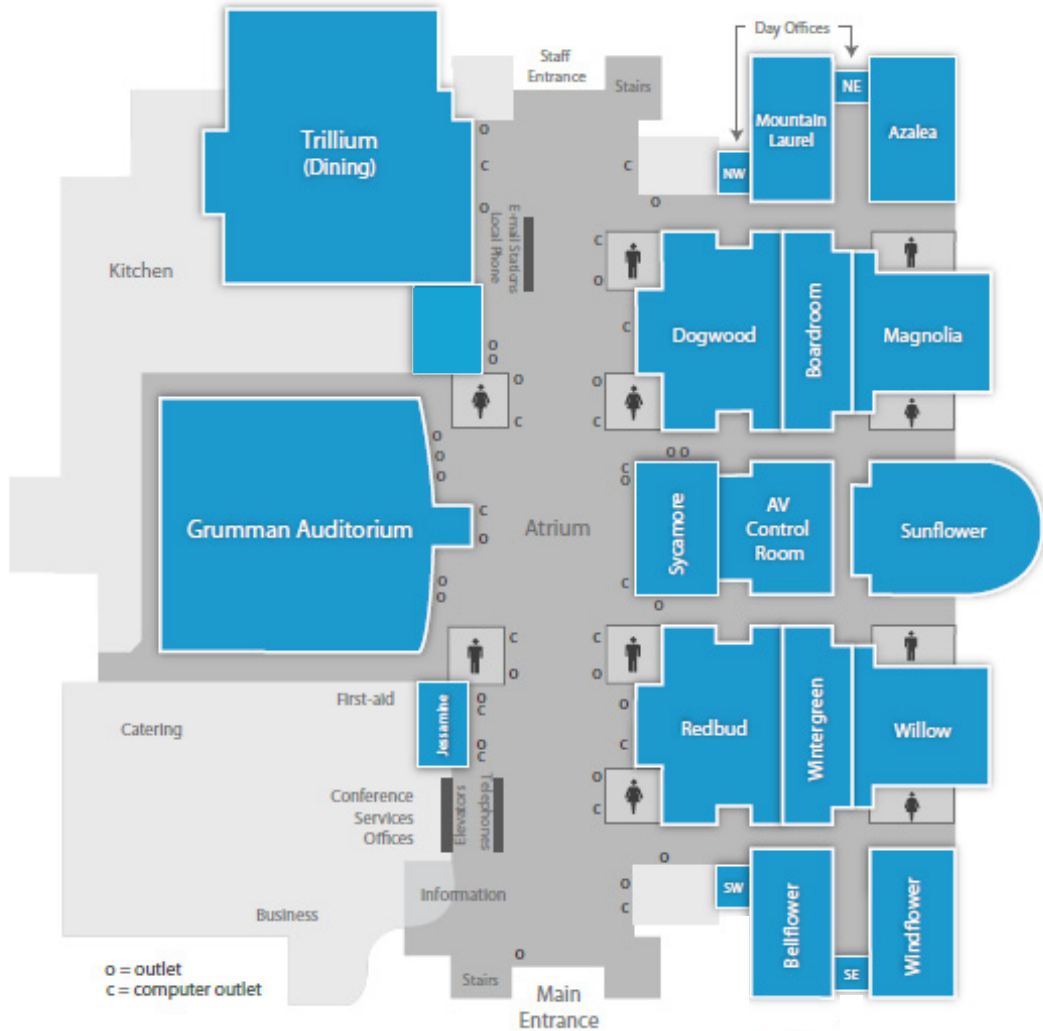 Day Offices
Staff
Entrance
Stairs
NE
Mountain
Laurel
Azalea
Trillium
(Dining)
NW
C
O
O
C
O
E-mail Stations
Local Phone
C
O
C
Kitchen
Dogwood
Boardroom
Magnolia
O
O
O
C
O
C
O
O
O
O O
C
O
C
O
Grumman Auditorium
Atrium
Sycamore
AV
Control
Room
Sunflower
O
O
C
O
C
O
C
O
First-aid
Jessamine
O
C
O
C
O
C
Catering
Redbud
Wintergreen
Willow
O
C
Conference
Services
Offices
Elevators
Telephones
O
Information
O
C
SW
Bellflower
Windflower
Business
O
SE
o = outlet
c = computer outlet
Stairs
Main
Entrance